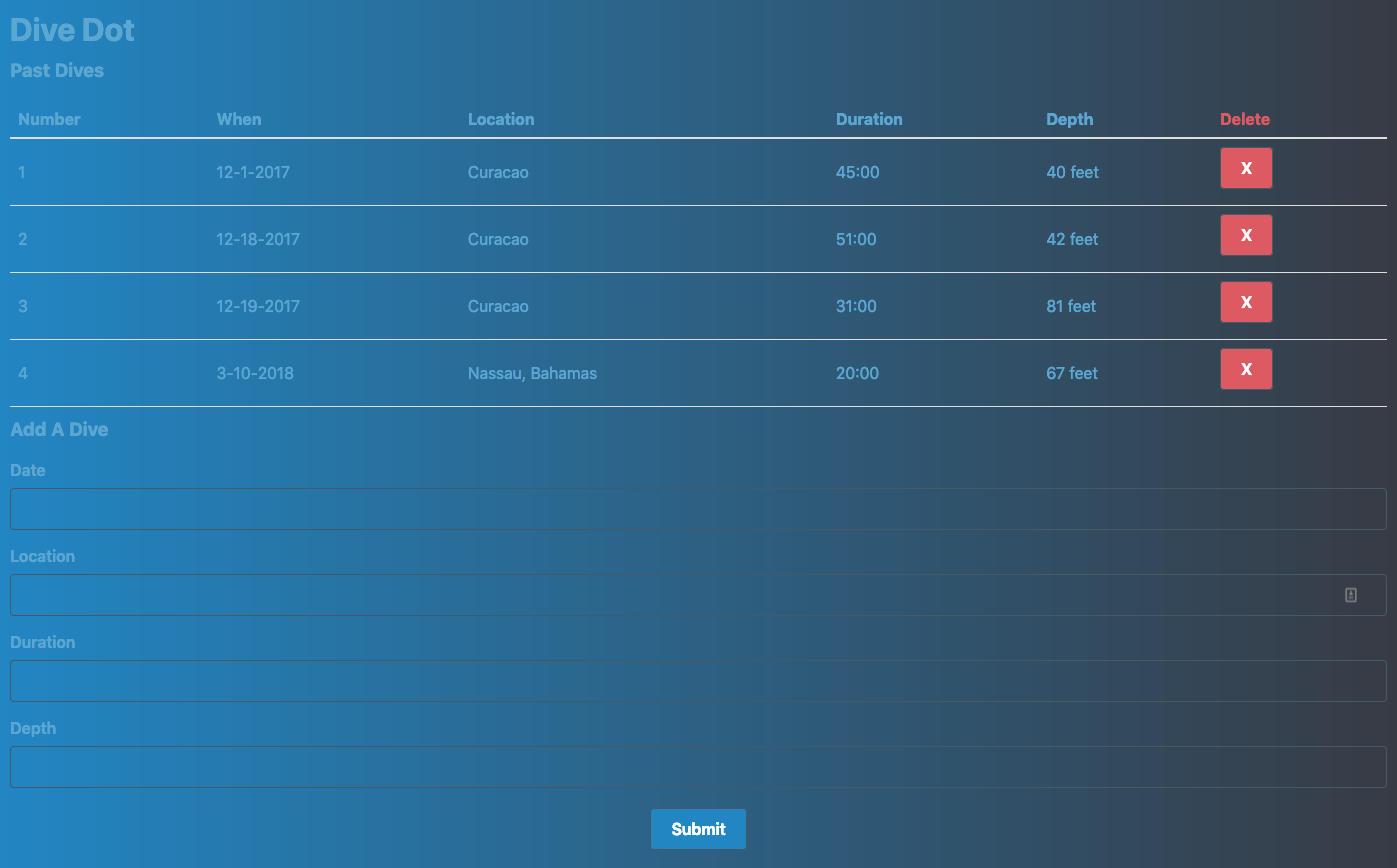 Dive Dot
Past Dives
Number When Location Duration Depth Delete
1 12-1-2017 Curacao 45:00 40 feet X
2 12-18-2017 Curacao 51:00 42 feet X
3 12-19-2017 Curacao 31:00 81 feet X
4 3-10-2018 Nassau, Bahamas 20:00 67 feet X
Add A Dive
Date
Location
Duration
Depth
Submit